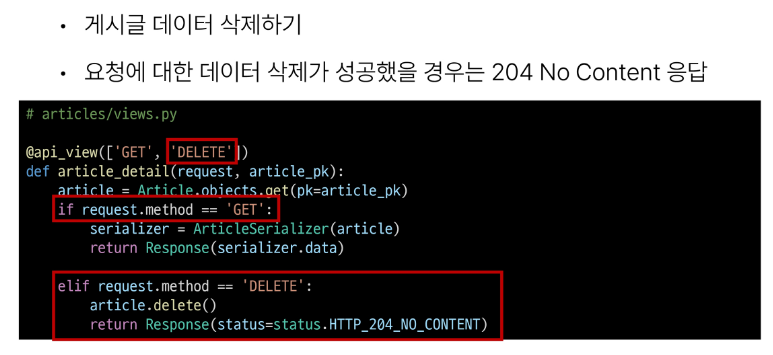 • 게시글 데이터 삭제하기
• 요청에 대한 데이터 삭제가 성공했을 경우는 204 No Content 응답
# articles/views.py
@api_view(['GET', 'DELETE'])
def article_detail(request, article_pk):
    article = Article.objects.get(pk=article_pk)
    if request.method == 'GET':
        serializer = ArticleSerializer(article)
        return Response(serializer.data)
    elif request.method == 'DELETE':
        article.delete()
        return Response(status=status.HTTP_204_NO_CONTENT)